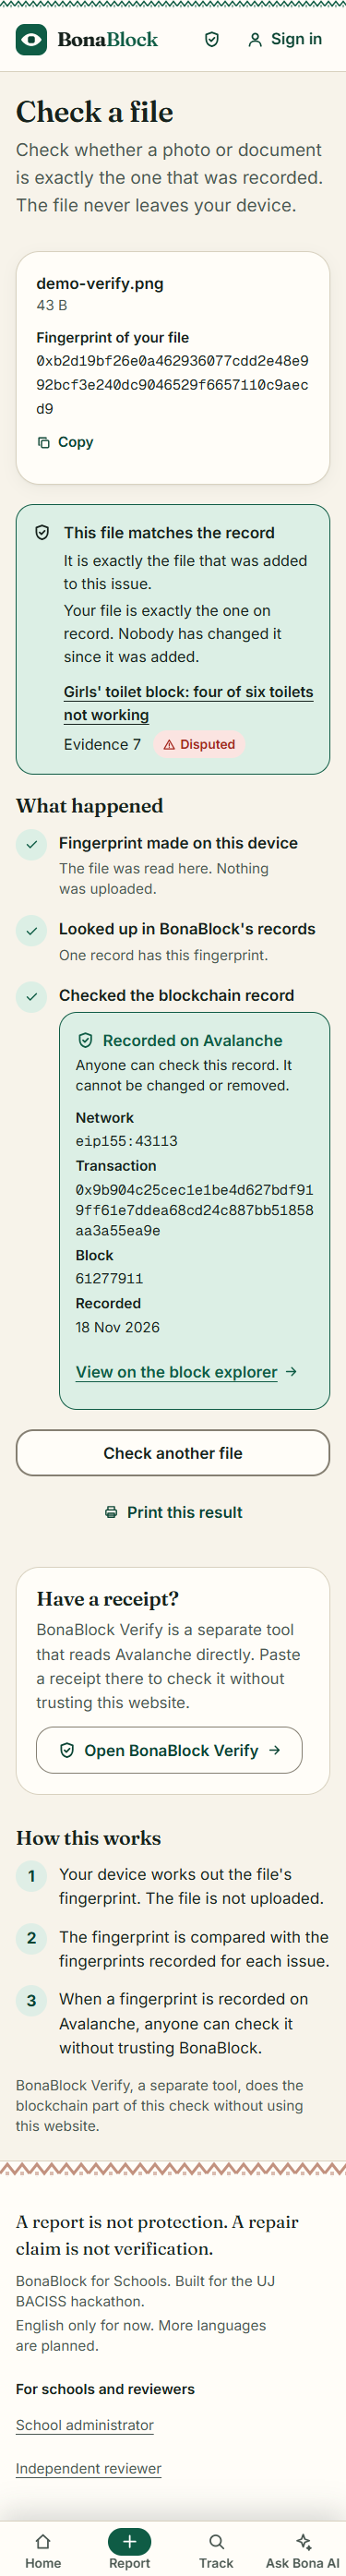 BonaBlock
Sign in
Check a file
Check whether a photo or document
is exactly the one that was recorded.
The file never leaves your device.
demo-verify.png
43 B
Fingerprint of your file
0xb2d19bf26e0a462936077cdd2e48e9
92bcf3e240dc9046529f6657110c9aec
d9
Copy
This file matches the record
It is exactly the file that was added
to this issue.
Your file is exactly the one on
record. Nobody has changed it
since it was added.
Girls' toilet block: four of six toilets
not working
Evidence 7
Disputed
What happened
Fingerprint made on this device
The file was read here. Nothing
was uploaded.
Looked up in BonaBlock's records
One record has this fingerprint.
Checked the blockchain record
Recorded on Avalanche
Anyone can check this record. It
cannot be changed or removed.
Network
eip155:43113
Transaction
0x9b904c25cec1e1be4d627bdf91
9ff61e7ddea68cd24c887bb51858
aa3a55ea9e
Block
61277911
Recorded
18 Nov 2026
View on the block explorer →
Check another file
Print this result
Have a receipt?
BonaBlock Verify is a separate tool
that reads Avalanche directly. Paste
a receipt there to check it without
trusting this website.
Open BonaBlock Verify →
How this works
1 Your device works out the file's
fingerprint. The file is not uploaded.
2 The fingerprint is compared with the
fingerprints recorded for each issue.
3 When a fingerprint is recorded on
Avalanche, anyone can check it
without trusting BonaBlock.
BonaBlock Verify, a separate tool, does the
blockchain part of this check without using
this website.
A report is not protection. A repair
claim is not verification.
BonaBlock for Schools. Built for the UJ
BACISS hackathon.
English only for now. More languages
are planned.
For schools and reviewers
School administrator
Independent reviewer
Home
Report
Track
Ask Bona AI